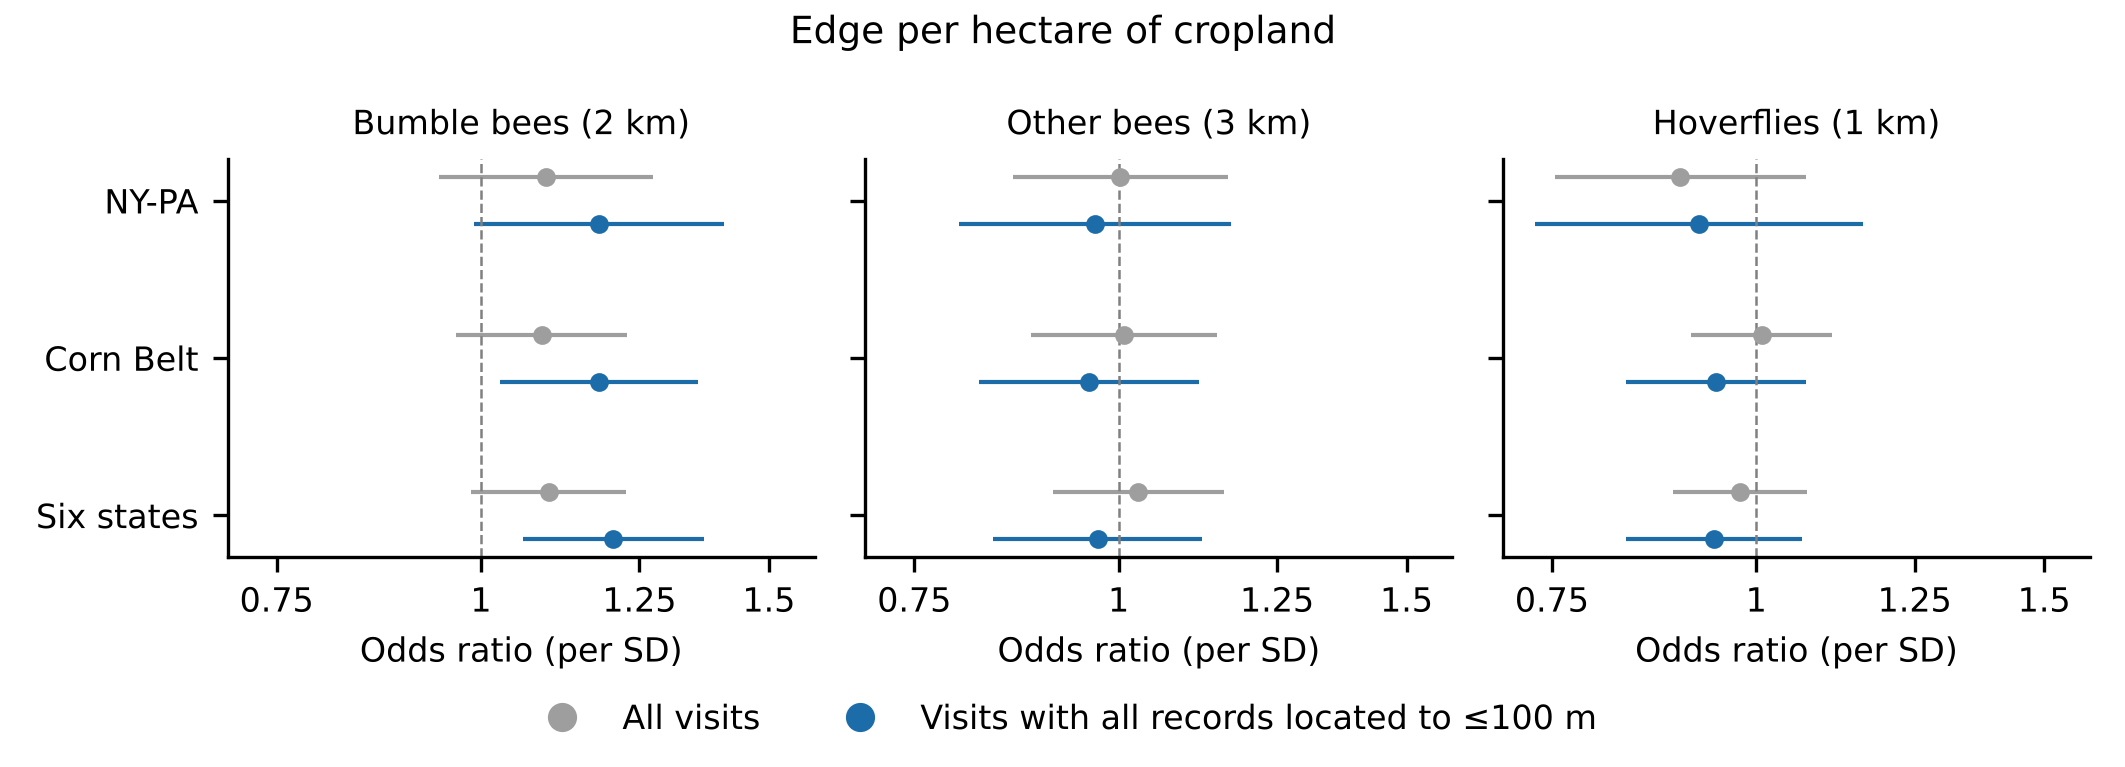 Edge per hectare of cropland
Bumble bees (2 km)
Other bees (3 km)
Hoverflies (1 km)
NY-PA
Corn Belt
Six states
0.75 1 1.25 1.5
0.75 1 1.25 1.5
0.75 1 1.25 1.5
Odds ratio (per SD)
Odds ratio (per SD)
Odds ratio (per SD)
All visits
Visits with all records located to ≤100 m